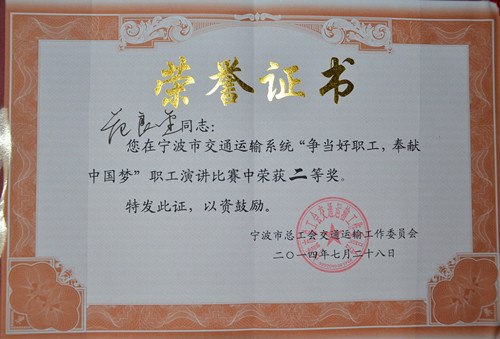 荣誉证书
范良 同志：
您在宁波市交通运输系统“争当好职工，奉献
中国梦”职工演讲比赛中荣获二等奖。
特发此证，以资鼓励。
宁波市总工会交通运输工作委员会
二〇一四年七月二十八日